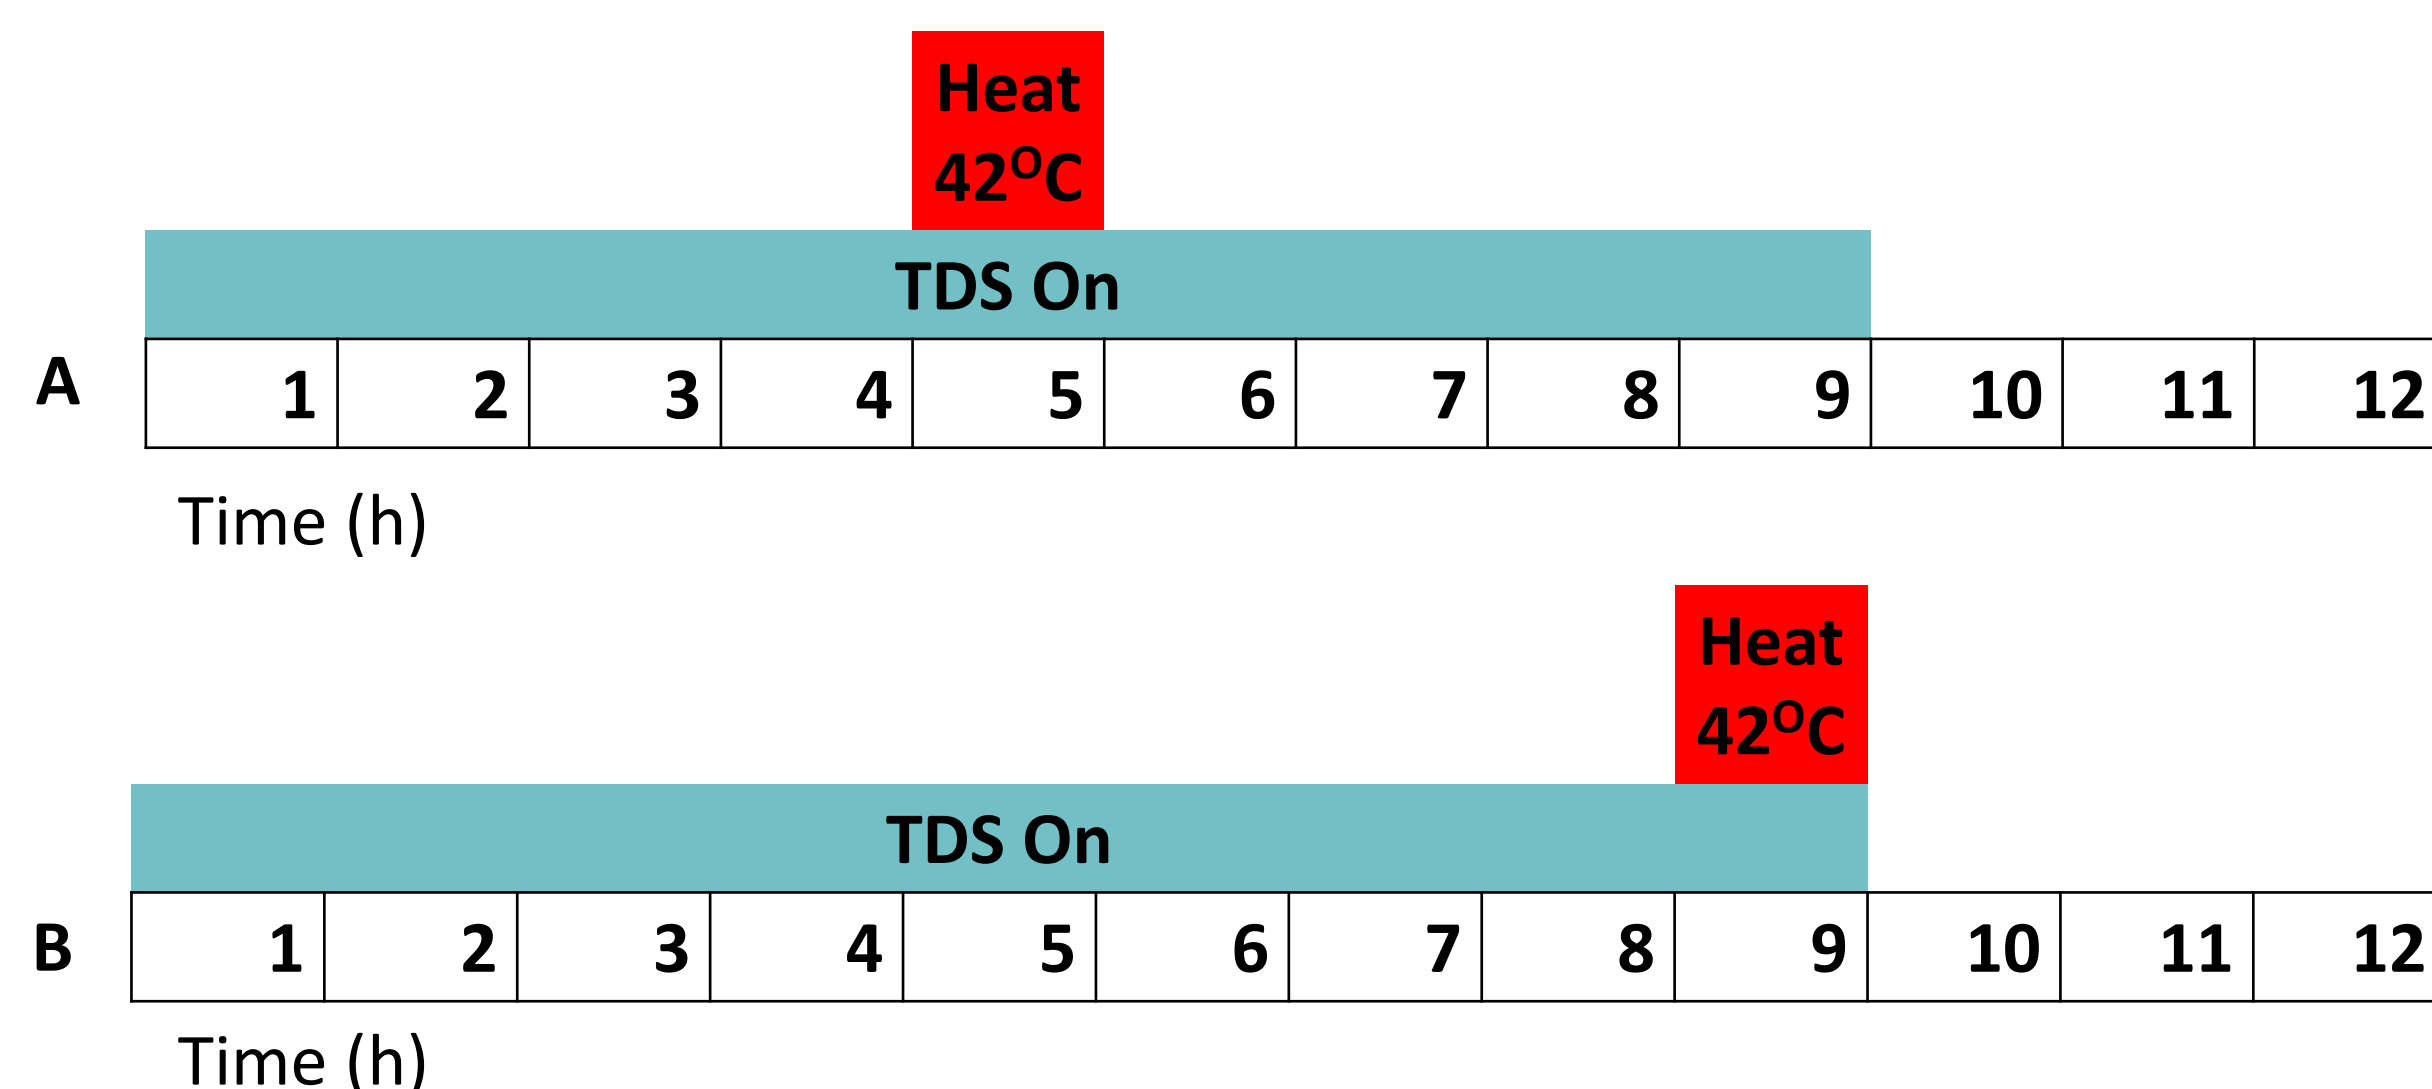 Heat
42ᴼC
TDS On
A 1 2 3 4 5 6 7 8 9 10 11 12
Time (h)
Heat
42ᴼC
TDS On
B 1 2 3 4 5 6 7 8 9 10 11 12
Time (h)